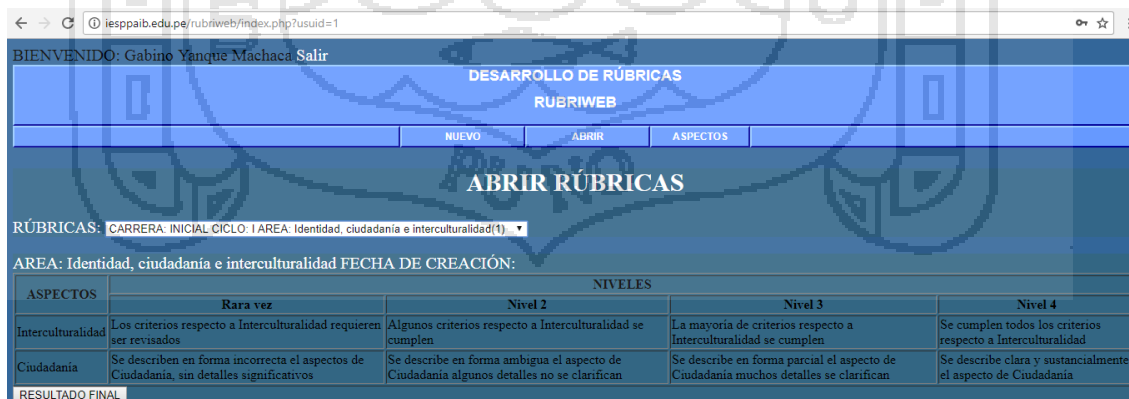 iesppaib.edu.pe/rubriweb/index.php?usuid=1
BIENVENIDO: Gabino Yanque Machaca Salir
DESARROLLO DE RÚBRICAS
RUBRIWEB
NUEVO ABRIR ASPECTOS
ABRIR RÚBRICAS
RÚBRICAS: CARRERA: INICIAL CICLO: I AREA: Identidad, ciudadanía e interculturalidad(1)
AREA: Identidad, ciudadanía e interculturalidad FECHA DE CREACIÓN:
ASPECTOS NIVELES
Rara vez Nivel 2 Nivel 3 Nivel 4
Interculturalidad Los criterios respecto a Interculturalidad requieren Algunos criterios respecto a Interculturalidad se La mayoría de criterios respecto a Se cumplen todos los criterios
ser revisados cumplen Interculturalidad se cumplen respecto a Interculturalidad
Ciudadanía Se describen en forma incorrecta el aspectos de Se describe en forma ambigua el aspecto de Se describe en forma parcial el aspecto de Se describe clara y sustancialmente
Ciudadanía, sin detalles significativos Ciudadanía algunos detalles no se clarifican Ciudadanía muchos detalles se clarifican el aspecto de Ciudadanía
RESULTADO FINAL